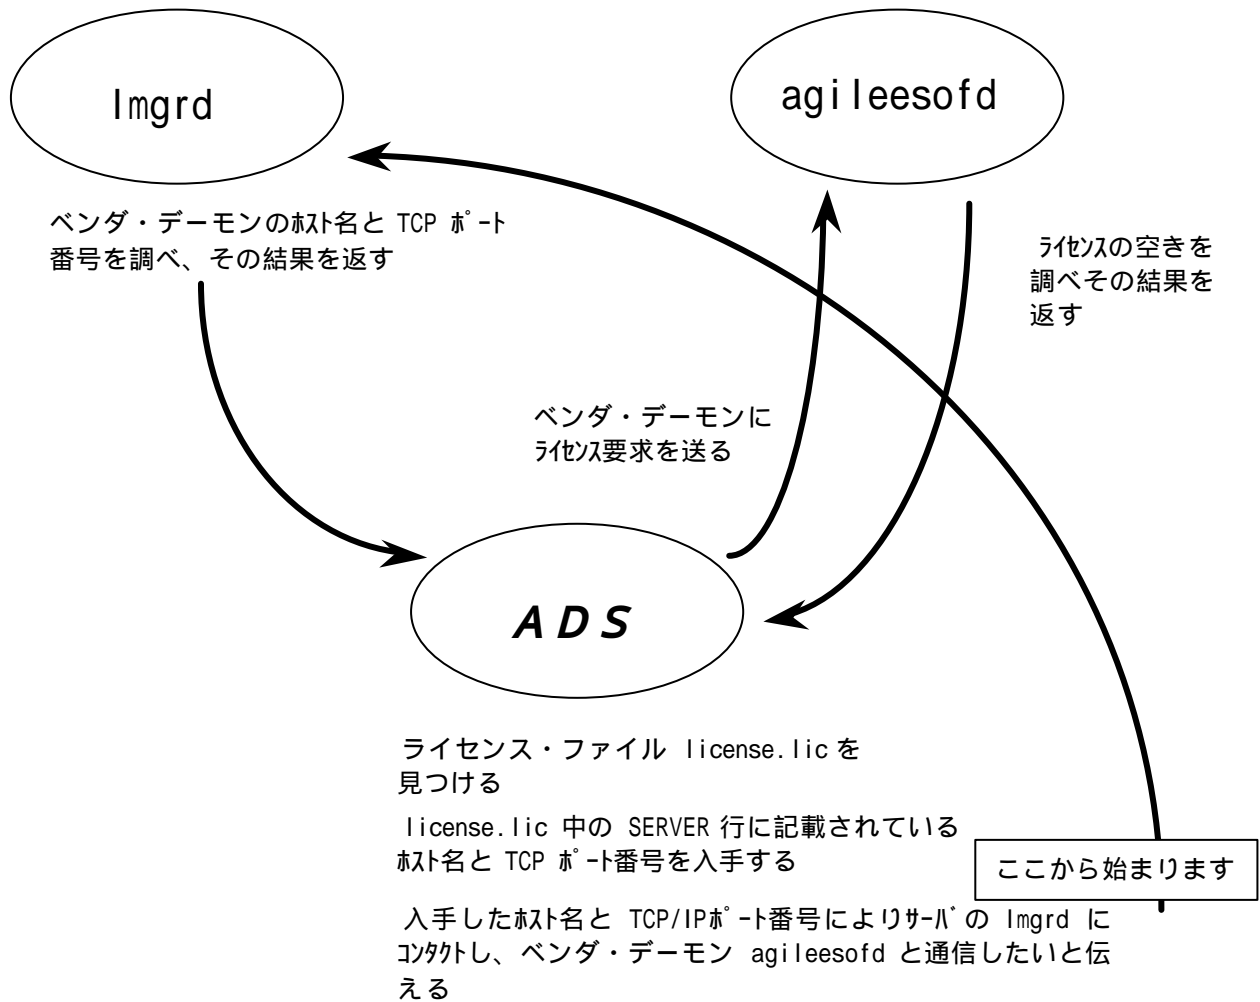 lmgrd
agileesofd
ベンダ・デーモンのﾎｽﾄ名と TCP ﾎﾟｰﾄ
番号を調べ、その結果を返す
ﾗｲｾﾝｽの空きを
調べその結果を
返す
ベンダ・デーモンに
ﾗｲｾﾝｽ要求を送る
ADS
ライセンス・ファイル license.lic を
見つける
license.lic 中の SERVER 行に記載されている
ﾎｽﾄ名と TCP ﾎﾟｰﾄ番号を入手する
ここから始まります
入手したﾎｽﾄ名と TCP/IPﾎﾟｰﾄ番号によりｻｰﾊﾞの lmgrd に
ｺﾝﾀｸﾄし、ベンダ・デーモン agileesofd と通信したいと伝
える